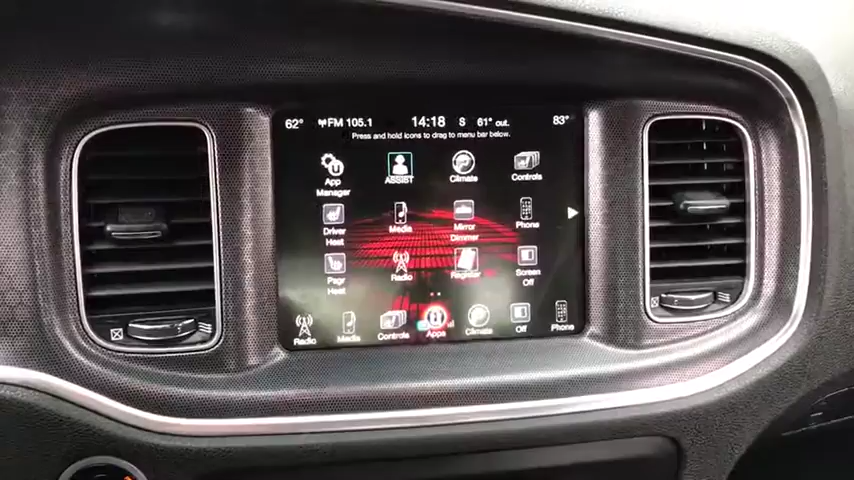 62° FM 105.1 14:18 S 61° out. 83°
Press and hold icons to drag to menu bar below.
App Manager
ASSIST
Climate
Controls
Driver Heat
Media
Mirror Dimmer
Phone
Psgr Heat
Radio
Register
Screen Off
Radio
Media
Controls
Apps
Climate
Off
Phone